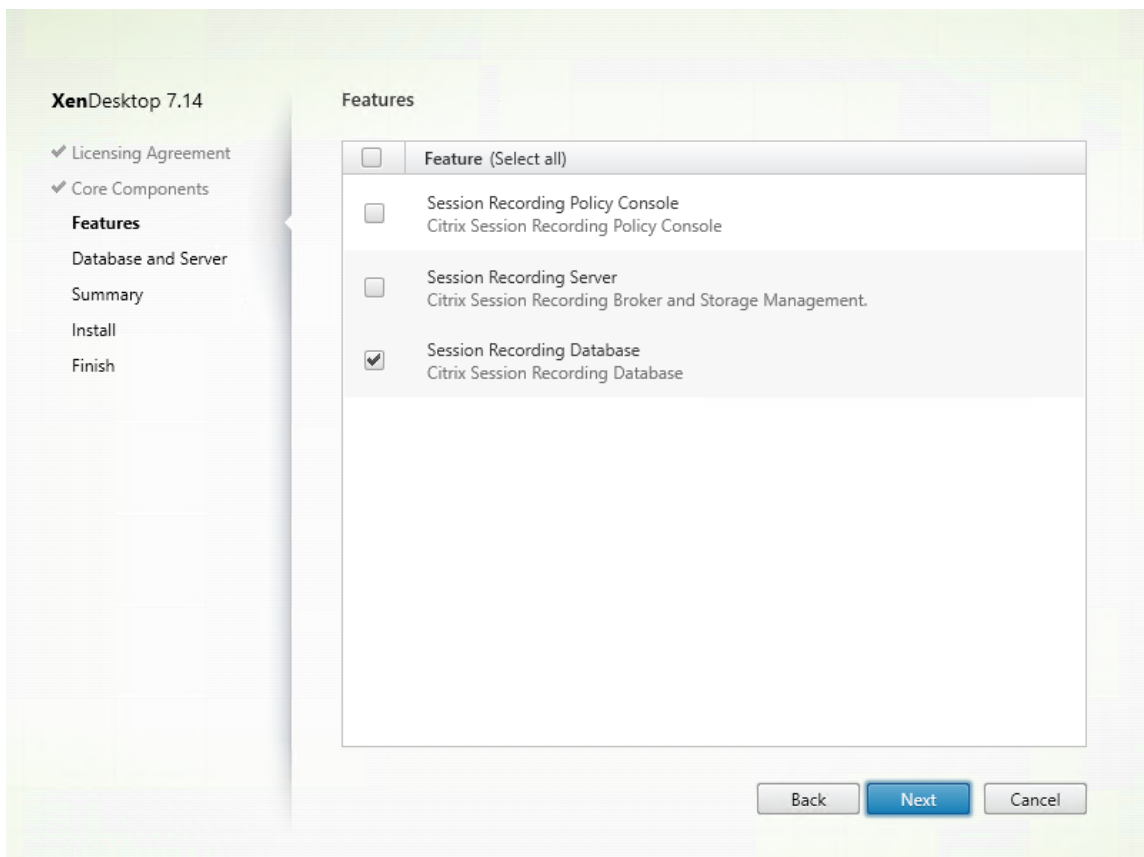 XenDesktop 7.14
Licensing Agreement
Core Components
Features
Database and Server
Summary
Install
Finish
Features
Feature (Select all)
Session Recording Policy Console
Citrix Session Recording Policy Console
Session Recording Server
Citrix Session Recording Broker and Storage Management.
Session Recording Database
Citrix Session Recording Database
Back
Next
Cancel